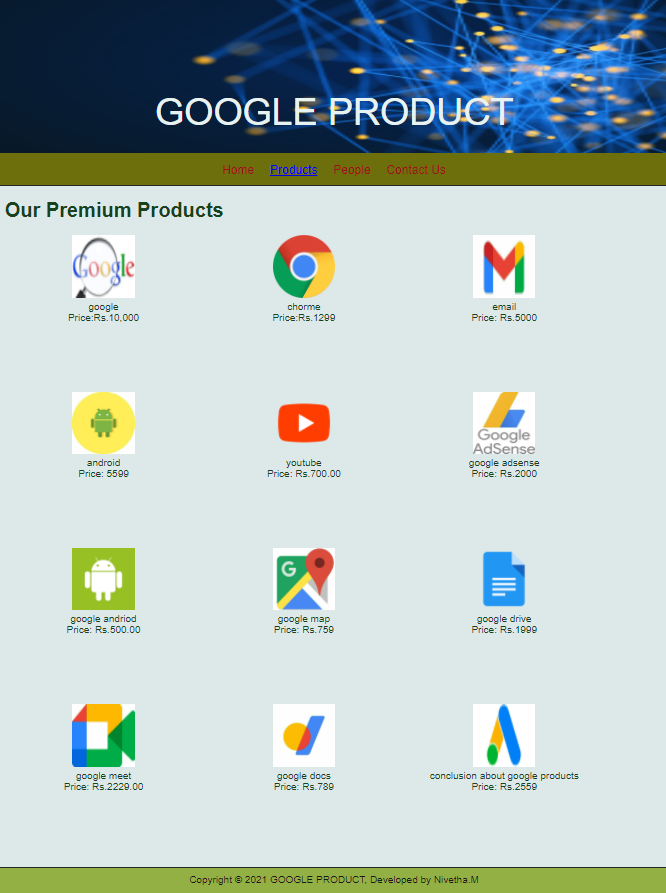 GOOGLE PRODUCT
Home Products People Contact Us
Our Premium Products
Google
google
Price:Rs.10,000
chorme
Price:Rs.1299
email
Price: Rs.5000
android
Price: 5599
youtube
Price: Rs.700.00
Google
AdSense
google adsense
Price: Rs.2000
google andriod
Price: Rs.500.00
G
google map
Price: Rs.759
google drive
Price: Rs.1999
google meet
Price: Rs.2229.00
google docs
Price: Rs.789
conclusion about google products
Price: Rs.2559
Copyright © 2021 GOOGLE PRODUCT, Developed by Nivetha.M